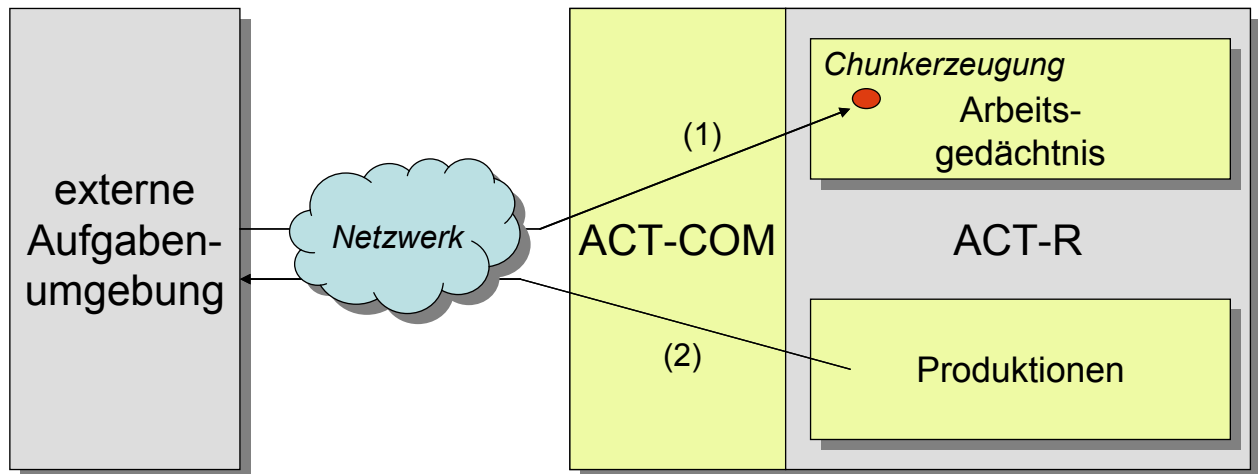 externe
Aufgaben-
umgebung
Netzwerk
(1)
(2)
ACT-COM
Chunkerzeugung
Arbeits-
gedächtnis
ACT-R
Produktionen